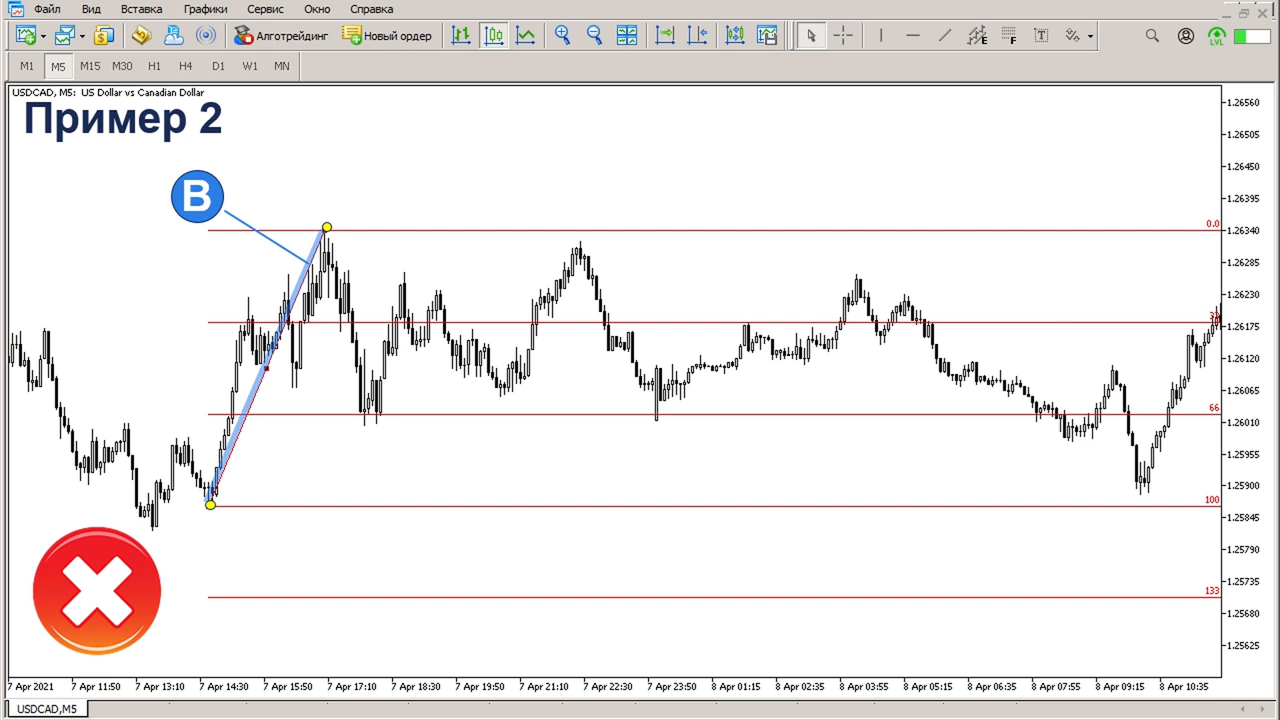 Файл Вид Вставка Графики Сервис Окно Справка
Алготрейдинг Новый ордер E F T LVL
M1 M5 M15 M30 H1 H4 D1 W1 MN
USDCAD, M5: US Dollar vs Canadian Dollar
Пример 2
B
0.0
66
100
133
1.26560
1.26505
1.26450
1.26395
1.26340
1.26285
1.26230
1.26175
1.26120
1.26065
1.26010
1.25955
1.25900
1.25845
1.25790
1.25735
1.25680
1.25625
7 Apr 2021 7 Apr 11:50 7 Apr 13:10 7 Apr 14:30 7 Apr 15:50 7 Apr 17:10 7 Apr 18:30 7 Apr 19:50 7 Apr 21:10 7 Apr 22:30 7 Apr 23:50 8 Apr 01:15 8 Apr 02:35 8 Apr 03:55 8 Apr 05:15 8 Apr 06:35 8 Apr 07:55 8 Apr 09:15 8 Apr 10:35
USDCAD,M5